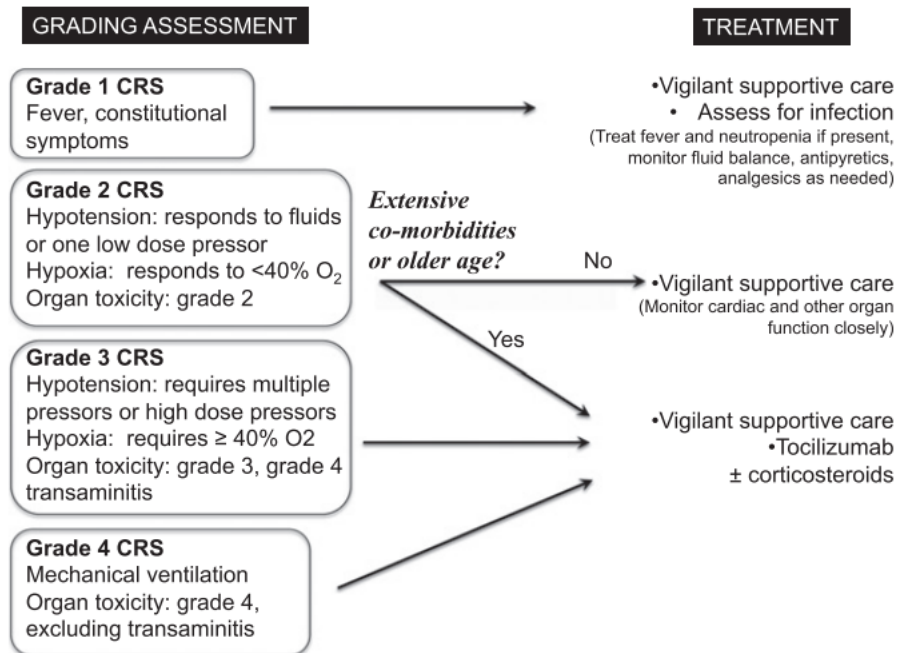 GRADING ASSESSMENT
TREATMENT
Grade 1 CRS
Fever, constitutional
symptoms
•Vigilant supportive care
• Assess for infection
(Treat fever and neutropenia if present,
monitor fluid balance, antipyretics,
analgesics as needed)
Grade 2 CRS
Hypotension: responds to fluids
or one low dose pressor
Hypoxia: responds to <40% O₂
Organ toxicity: grade 2
Extensive
co-morbidities
or older age?
No
Yes
•Vigilant supportive care
(Monitor cardiac and other organ
function closely)
Grade 3 CRS
Hypotension: requires multiple
pressors or high dose pressors
Hypoxia: requires ≥ 40% O2
Organ toxicity: grade 3, grade 4
transaminitis
•Vigilant supportive care
•Tocilizumab
± corticosteroids
Grade 4 CRS
Mechanical ventilation
Organ toxicity: grade 4,
excluding transaminitis